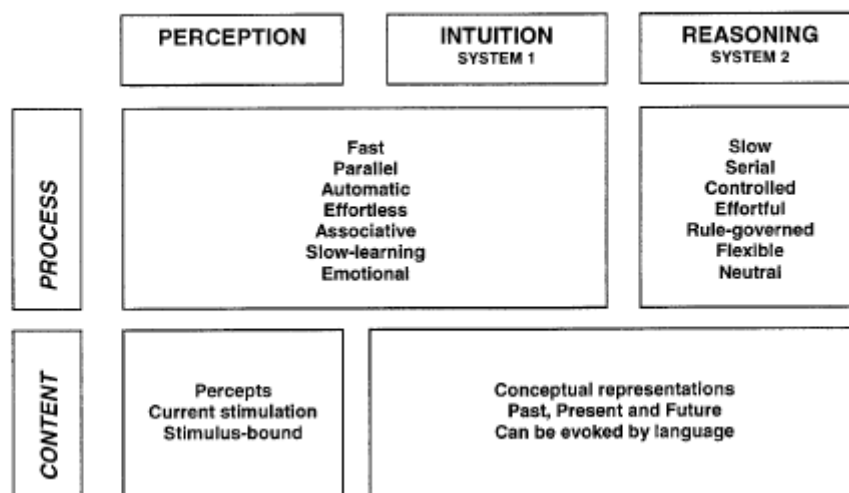 PERCEPTION
INTUITION
SYSTEM 1
REASONING
SYSTEM 2
PROCESS
Fast
Parallel
Automatic
Effortless
Associative
Slow-learning
Emotional
Slow
Serial
Controlled
Effortful
Rule-governed
Flexible
Neutral
CONTENT
Percepts
Current stimulation
Stimulus-bound
Conceptual representations
Past, Present and Future
Can be evoked by language